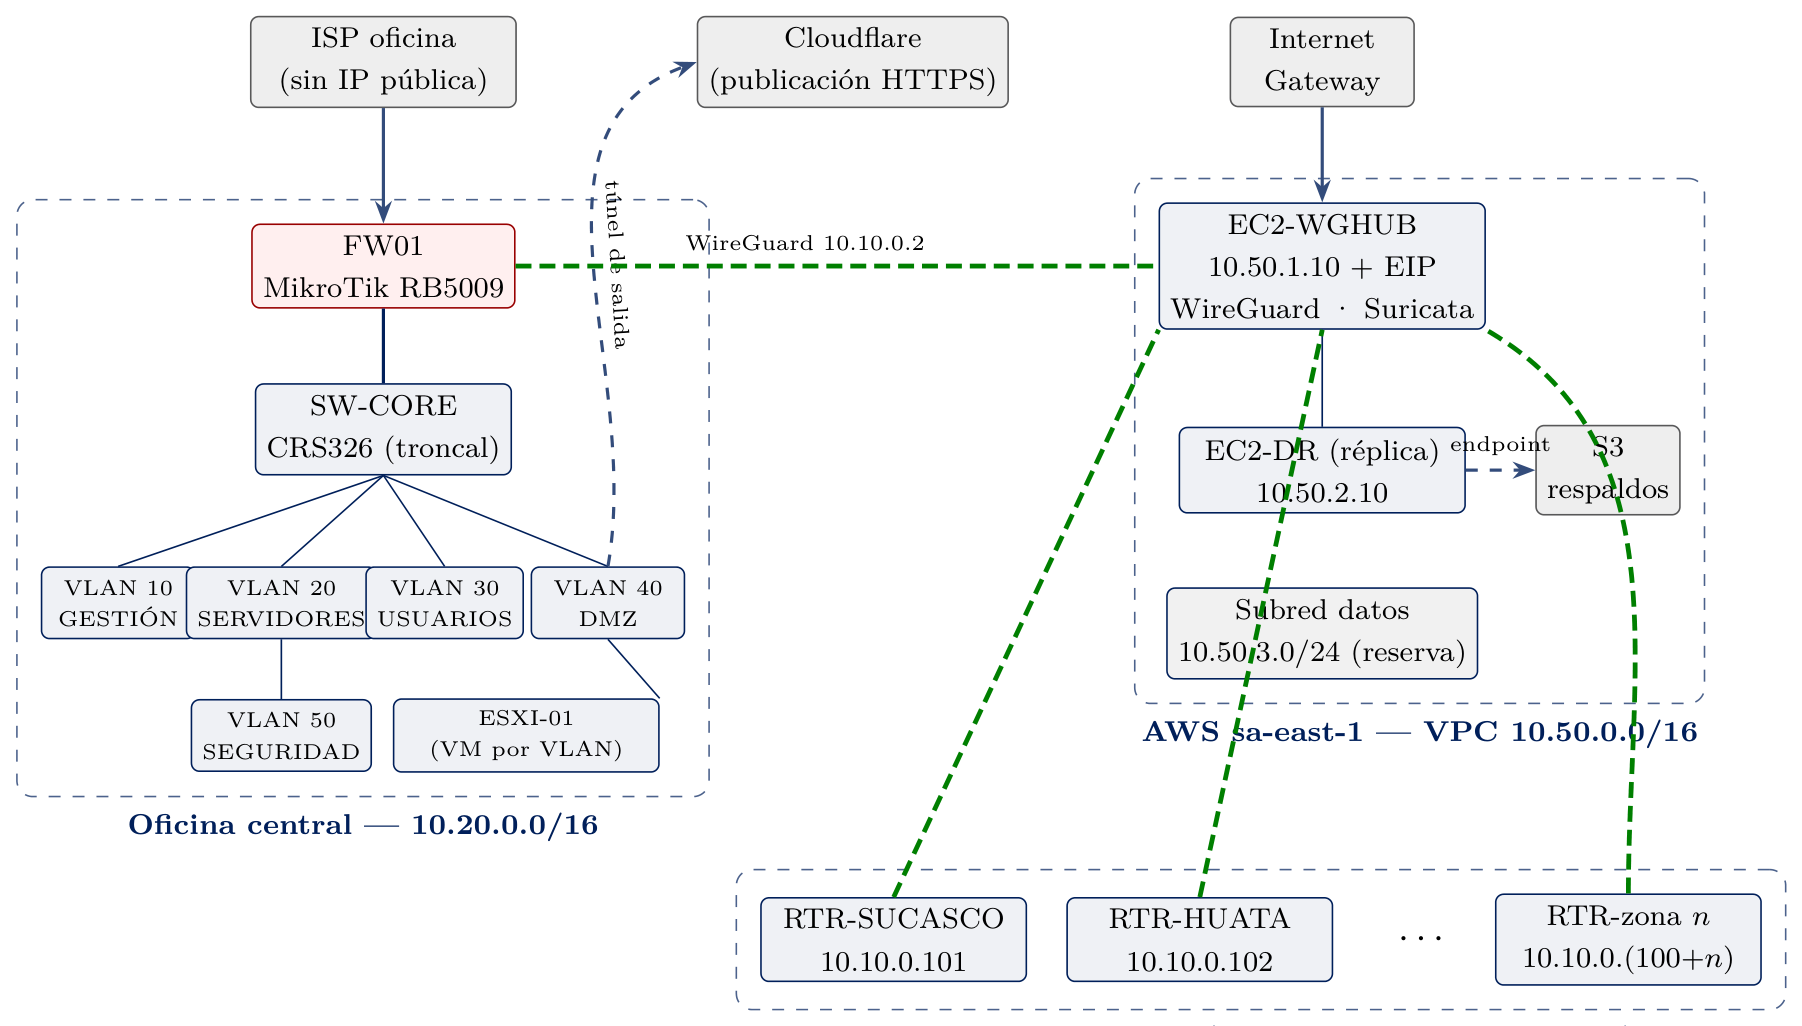 ISP oficina
(sin IP pública)
Cloudflare
(publicación HTTPS)
Internet
Gateway
túnel de salida
FW01
MikroTik RB5009
WireGuard 10.10.0.2
EC2-WGHUB
10.50.1.10 + EIP
WireGuard · Suricata
SW-CORE
CRS326 (troncal)
EC2-DR (réplica)
10.50.2.10
endpoint
S3
respaldos
VLAN 10
GESTIÓN
VLAN 20
SERVIDORES
VLAN 30
USUARIOS
VLAN 40
DMZ
Subred datos
10.50.3.0/24 (reserva)
VLAN 50
SEGURIDAD
ESXI-01
(VM por VLAN)
AWS sa-east-1 — VPC 10.50.0.0/16
Oficina central — 10.20.0.0/16
RTR-SUCASCO
10.10.0.101
RTR-HUATA
10.10.0.102
...
RTR-zona n
10.10.0.(100+n)